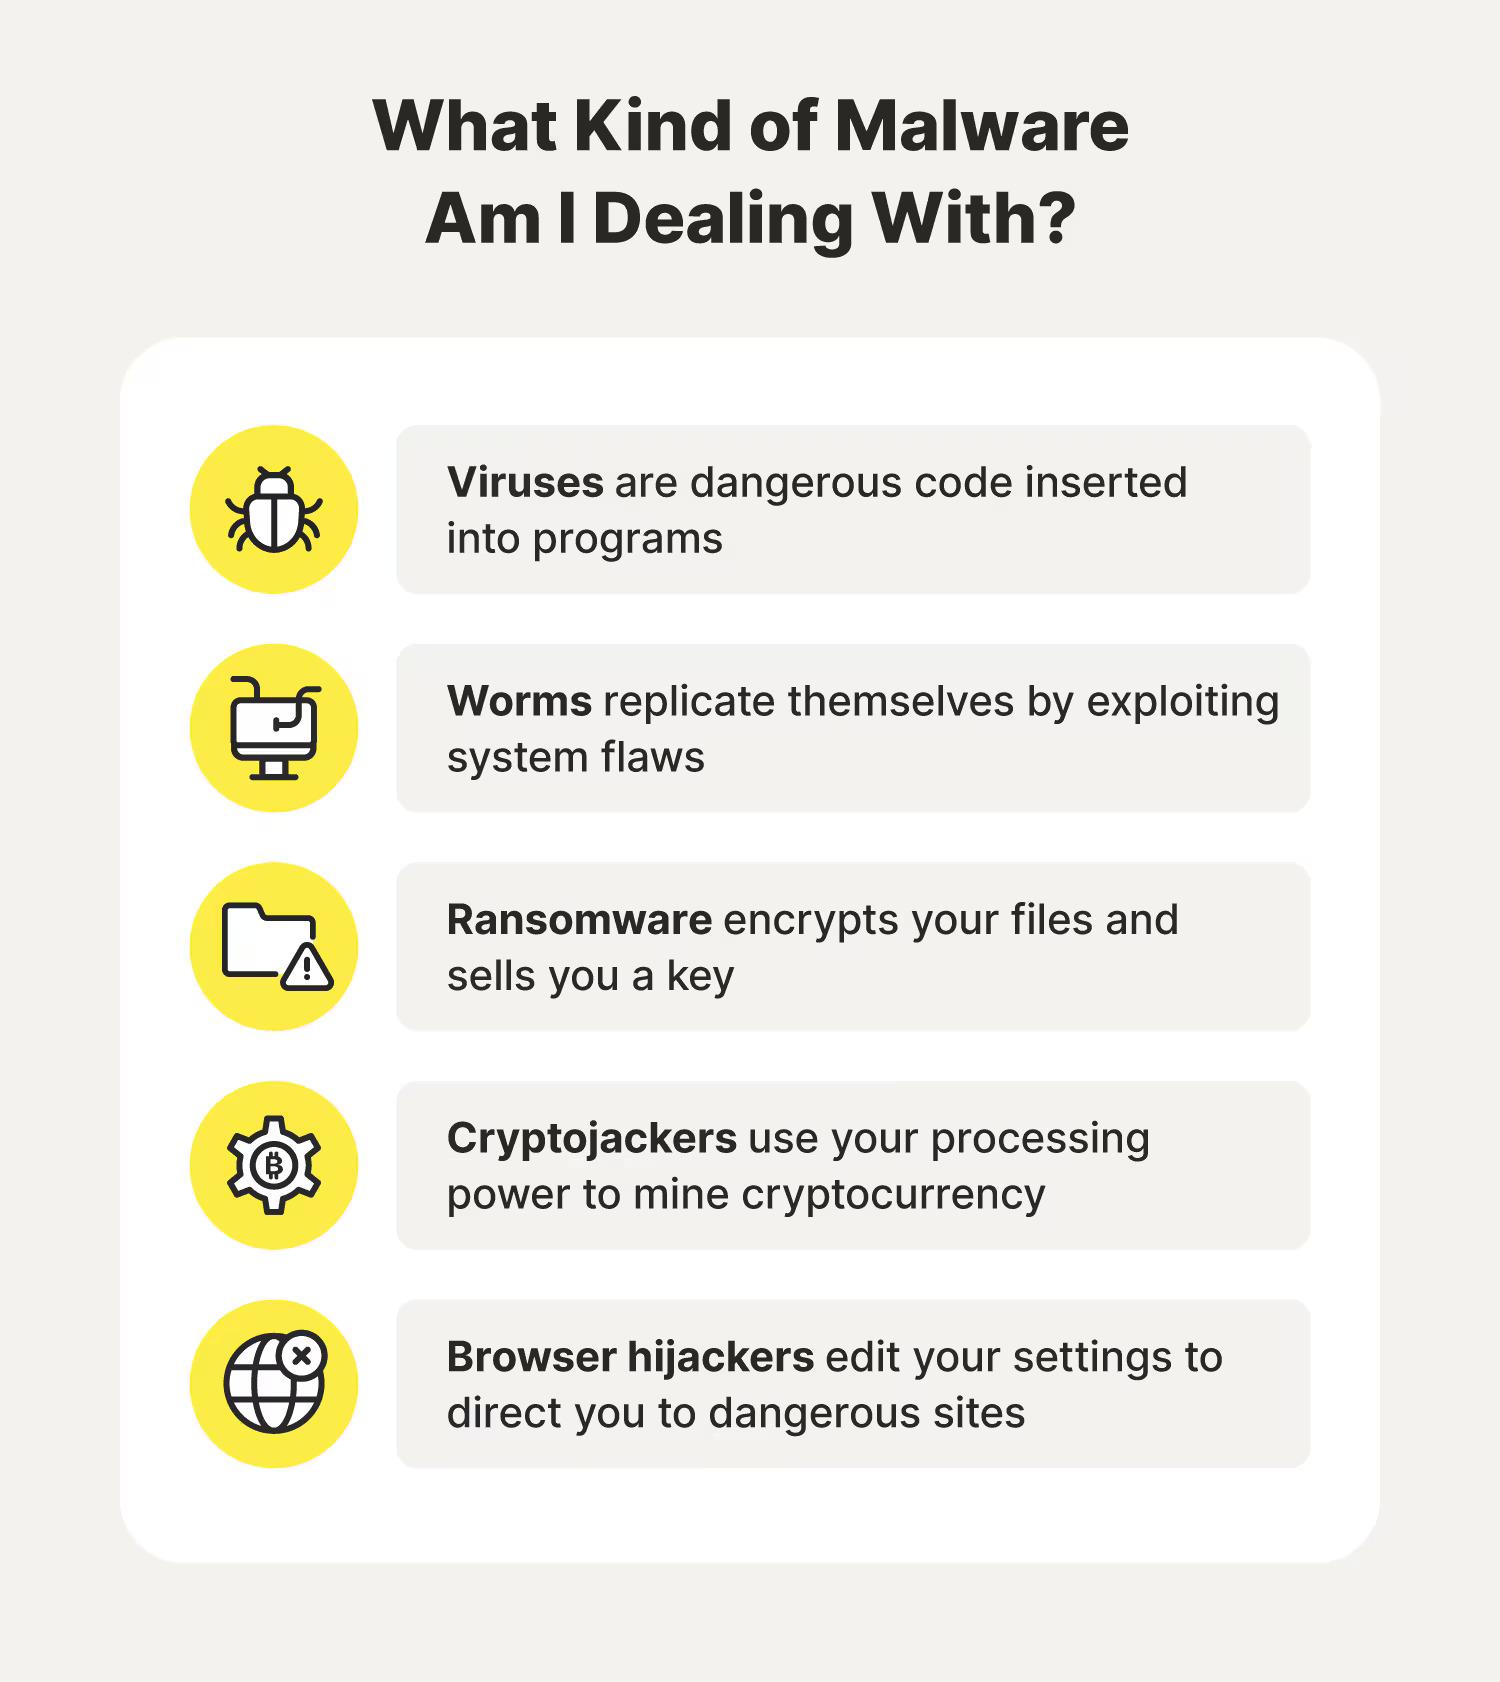 What Kind of Malware
Am I Dealing With?
Viruses are dangerous code inserted
into programs
Worms replicate themselves by exploiting
system flaws
Ransomware encrypts your files and
sells you a key
Cryptojackers use your processing
power to mine cryptocurrency
Browser hijackers edit your settings to
direct you to dangerous sites